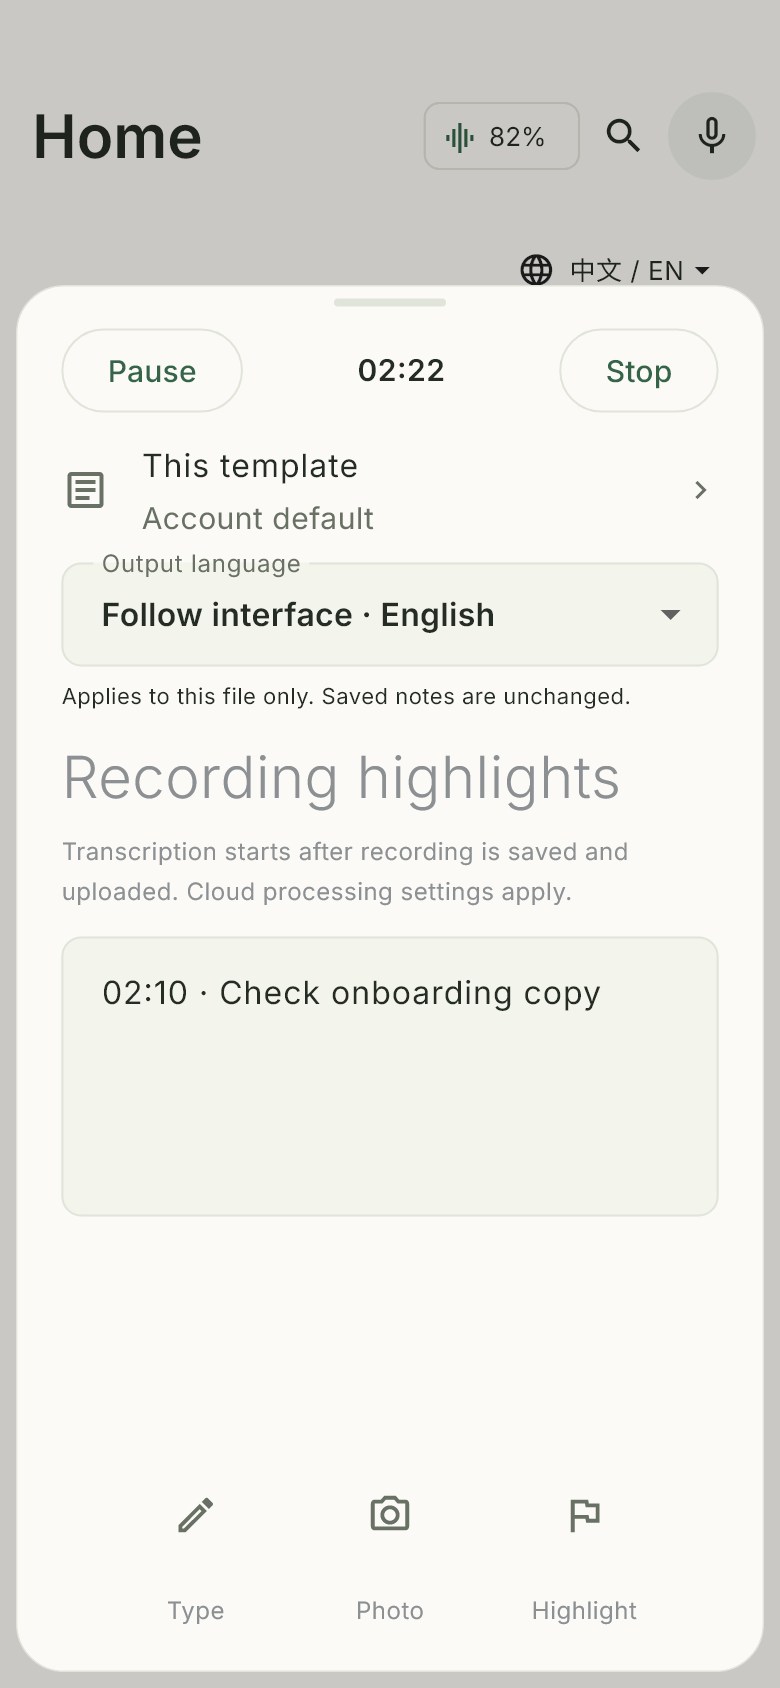 Home
82%
中文 / EN
Pause
02:22
Stop
This template
Account default
Output language
Follow interface · English
Applies to this file only. Saved notes are unchanged.
Recording highlights
Transcription starts after recording is saved and
uploaded. Cloud processing settings apply.
02:10 · Check onboarding copy
Type
Photo
Highlight